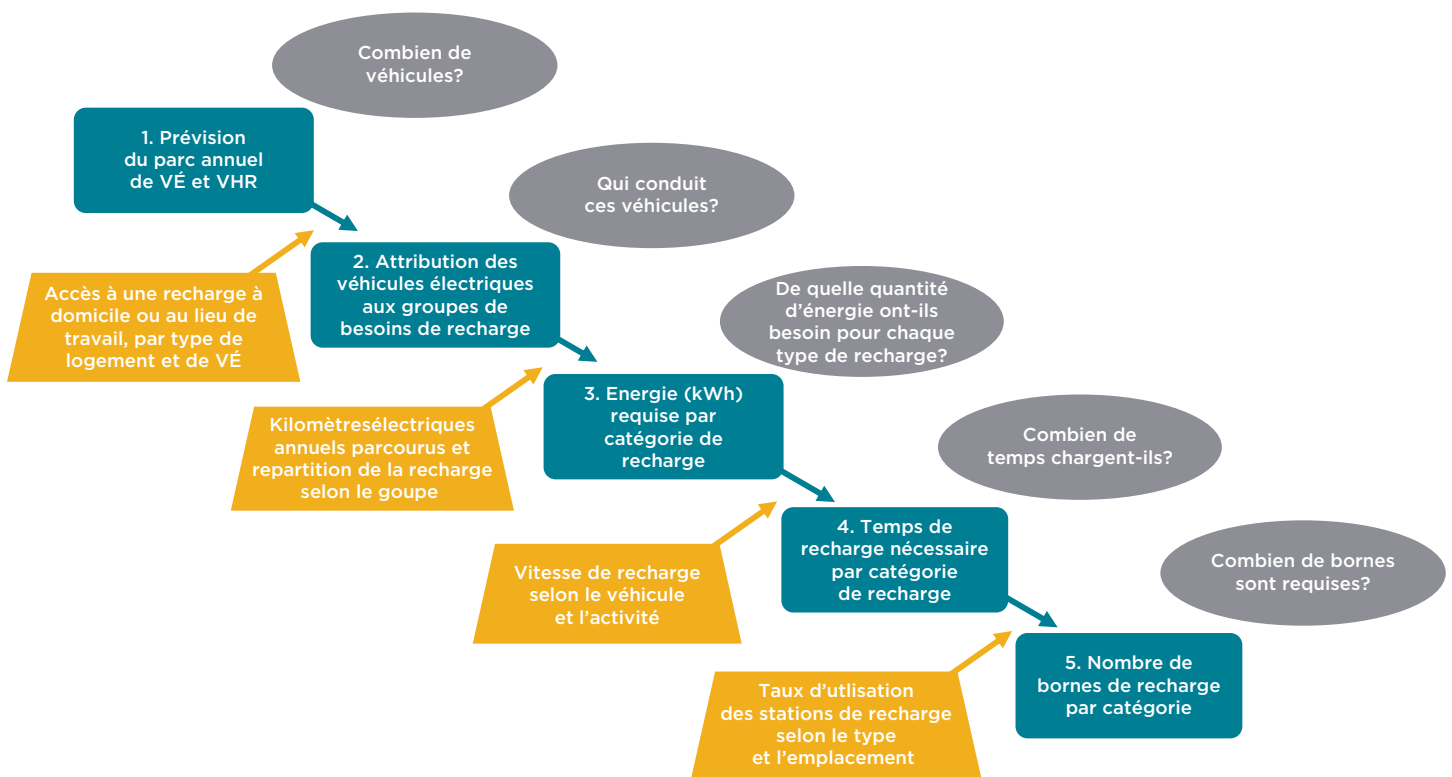 Combien de
véhicules?
1. Prévision
du parc annuel
de VÉ et VHR
Qui conduit
ces véhicules?
Accès à une recharge à
domicile ou au lieu de
travail, par type de
logement et de VÉ
2. Attribution des
véhicules électriques
aux groupes de
besoins de recharge
De quelle quantité
d'énergie ont-ils
besoin pour chaque
type de recharge?
Kilomètresélectriques
annuels parcourus et
repartition de la recharge
selon le goupe
3. Energie (kWh)
requise par
catégorie de
recharge
Combien de
temps chargent-ils?
Vitesse de recharge
selon le véhicule
et l'activité
4. Temps de
recharge nécessaire
par catégorie
de recharge
Combien de bornes
sont requises?
Taux d'utlisation
des stations de recharge
selon le type
et l'emplacement
5. Nombre de
bornes de recharge
par catégorie